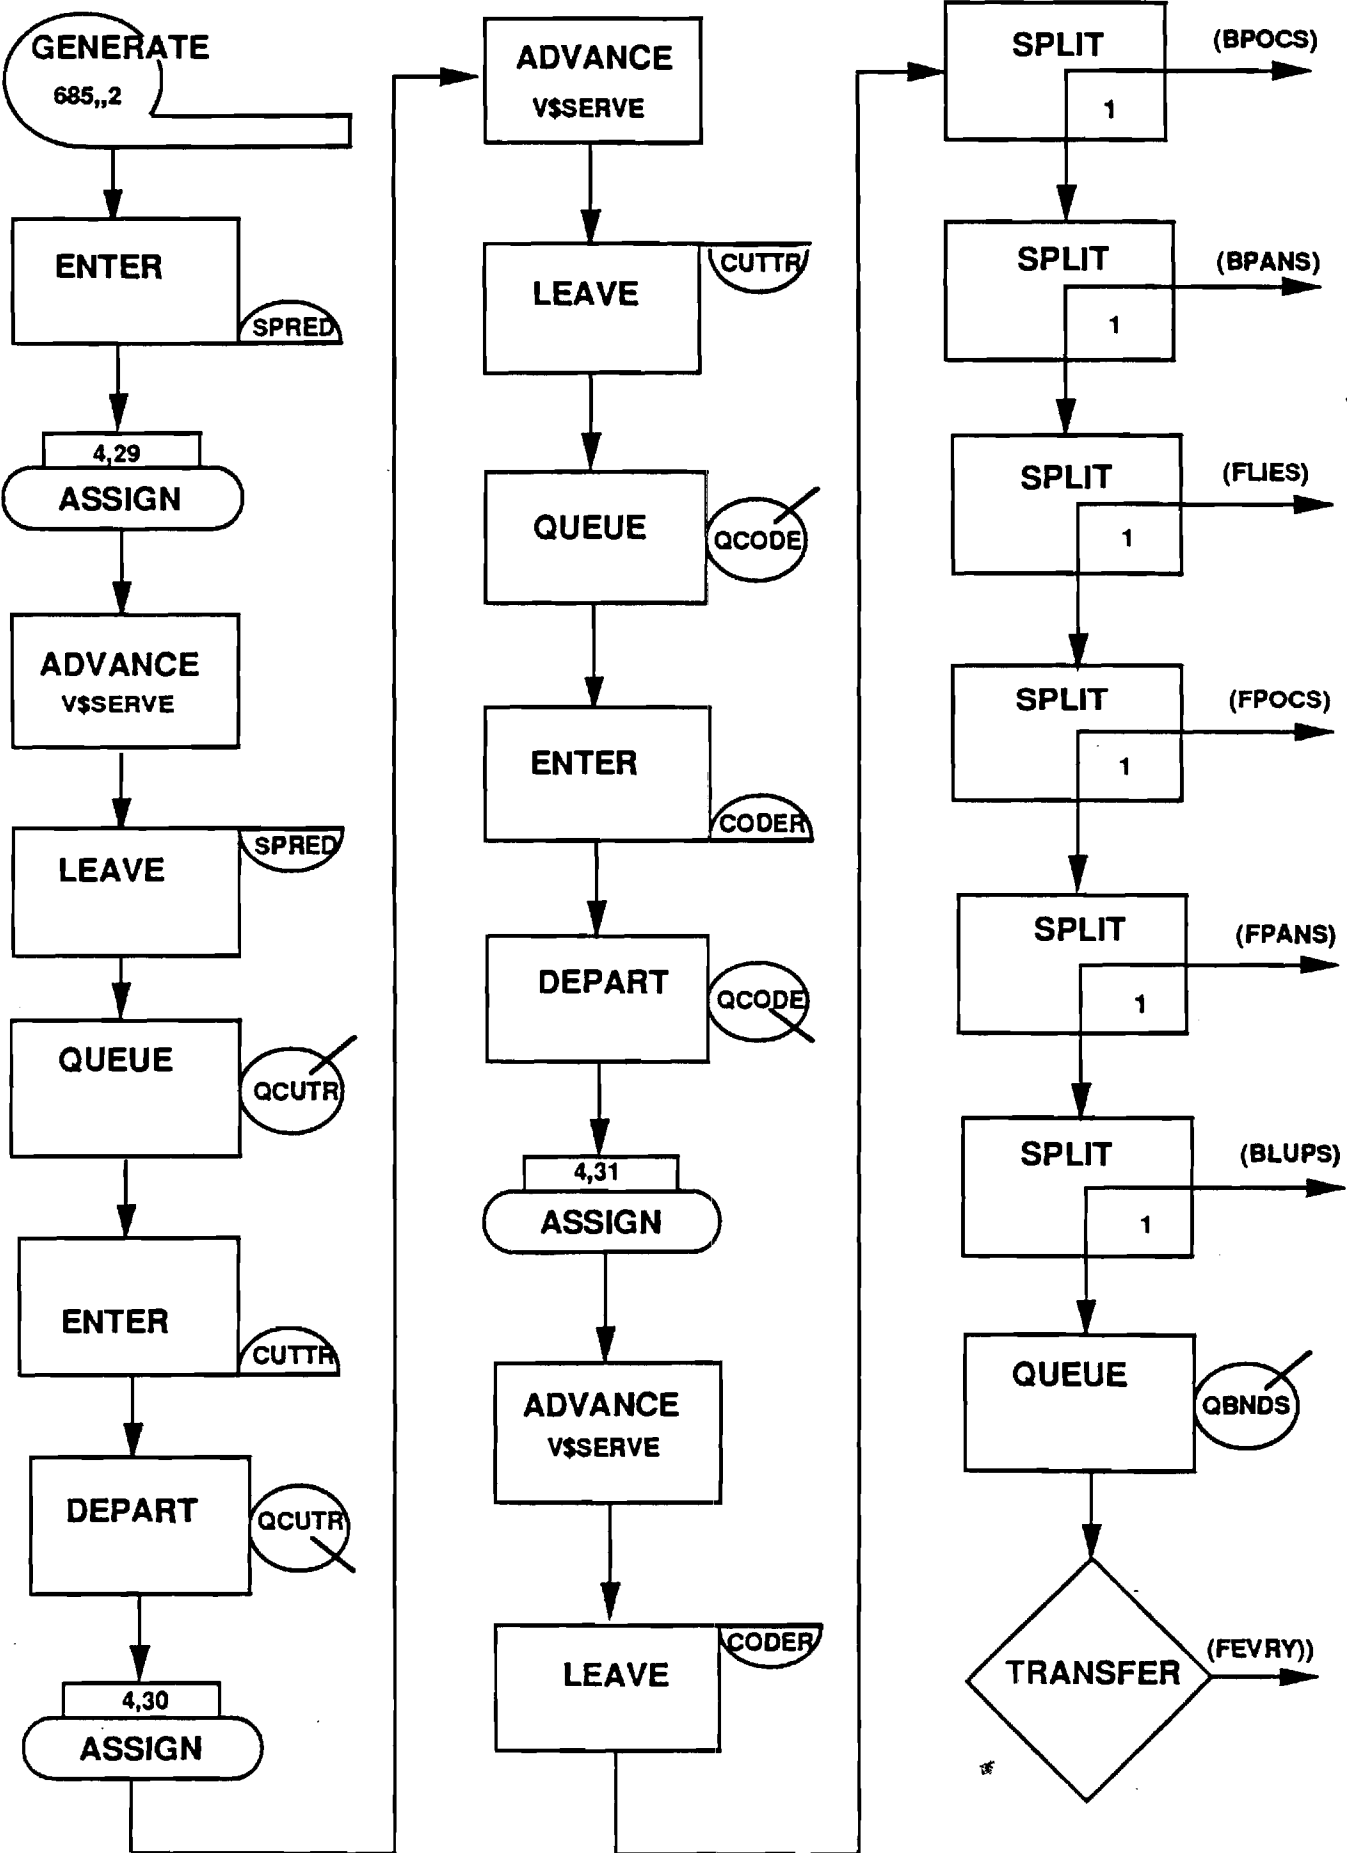 GENERATE
685,,2
ENTER
SPRED
4,29
ASSIGN
ADVANCE
V$SERVE
LEAVE
SPRED
QUEUE
QCUTR
ENTER
CUTTR
DEPART
QCUTR
4,30
ASSIGN
ADVANCE
V$SERVE
LEAVE
CUTTR
QUEUE
QCODE
ENTER
CODER
DEPART
QCODE
4,31
ASSIGN
ADVANCE
V$SERVE
LEAVE
CODER
SPLIT
(BPOCS)
1
SPLIT
(BPANS)
1
SPLIT
(FLIES)
1
SPLIT
(FPOCS)
1
SPLIT
(FPANS)
1
SPLIT
(BLUPS)
1
QUEUE
QBNDS
TRANSFER
(FEVRY))